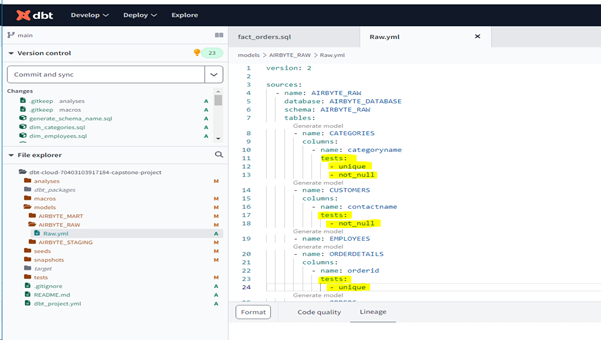 dbt
Develop
Deploy
Explore
main
Version control
23
Commit and sync
Changes
.gitkeep analyses A
.gitkeep macros A
generate_schema_name.sql A
dim_categories.sql A
dim_employees.sql A
File explorer
dbt-cloud-70403103917184-capstone-project
analyses M
dbt_packages
macros M
models M
AIRBYTE_MART M
AIRBYTE_RAW M
Raw.yml A
AIRBYTE_STAGING M
seeds M
snapshots M
target
tests M
.gitignore A
README.md A
dbt_project.yml A
fact_orders.sql
Raw.yml
models > AIRBYTE_RAW > Raw.yml
1 version: 2
2
3 sources:
4 - name: AIRBYTE_RAW
5 database: AIRBYTE_DATABASE
6 schema: AIRBYTE_RAW
7 tables:
Generate model
8 - name: CATEGORIES
9 columns:
10 - name: categoryname
11 tests:
12 - unique
13 - not_null
Generate model
14 - name: CUSTOMERS
15 columns:
16 - name: contactname
17 tests:
18 - not_null
Generate model
19 - name: EMPLOYEES
Generate model
20 - name: ORDERDETAILS
21 columns:
22 - name: orderid
23 tests:
24 - unique
Generate model
Format
Code quality
Lineage